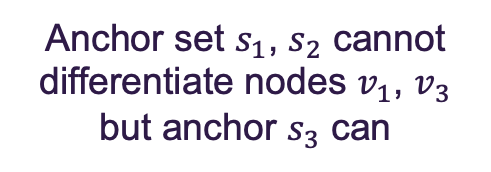 Anchor set s₁, s₂ cannot
differentiate nodes v₁, v₃
but anchor s₃ can